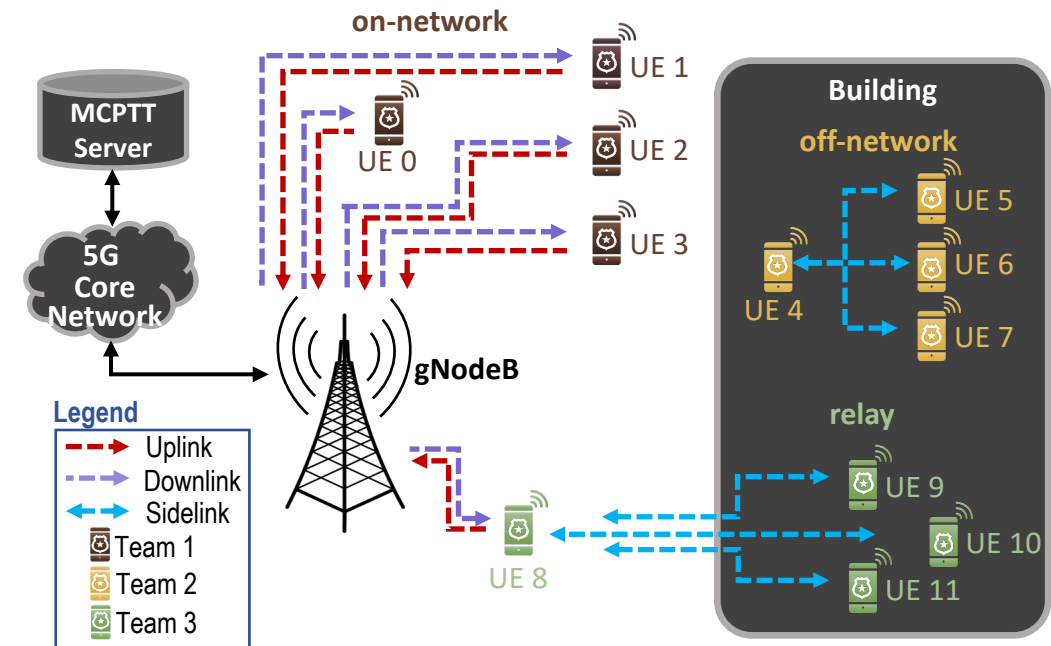 on-network
MCPTT
Server
5G
Core
Network
UE 0
UE 1
UE 2
UE 3
gNodeB
Building
off-network
UE 4
UE 5
UE 6
UE 7
relay
UE 8
UE 9
UE 10
UE 11
Legend
Uplink
Downlink
Sidelink
Team 1
Team 2
Team 3